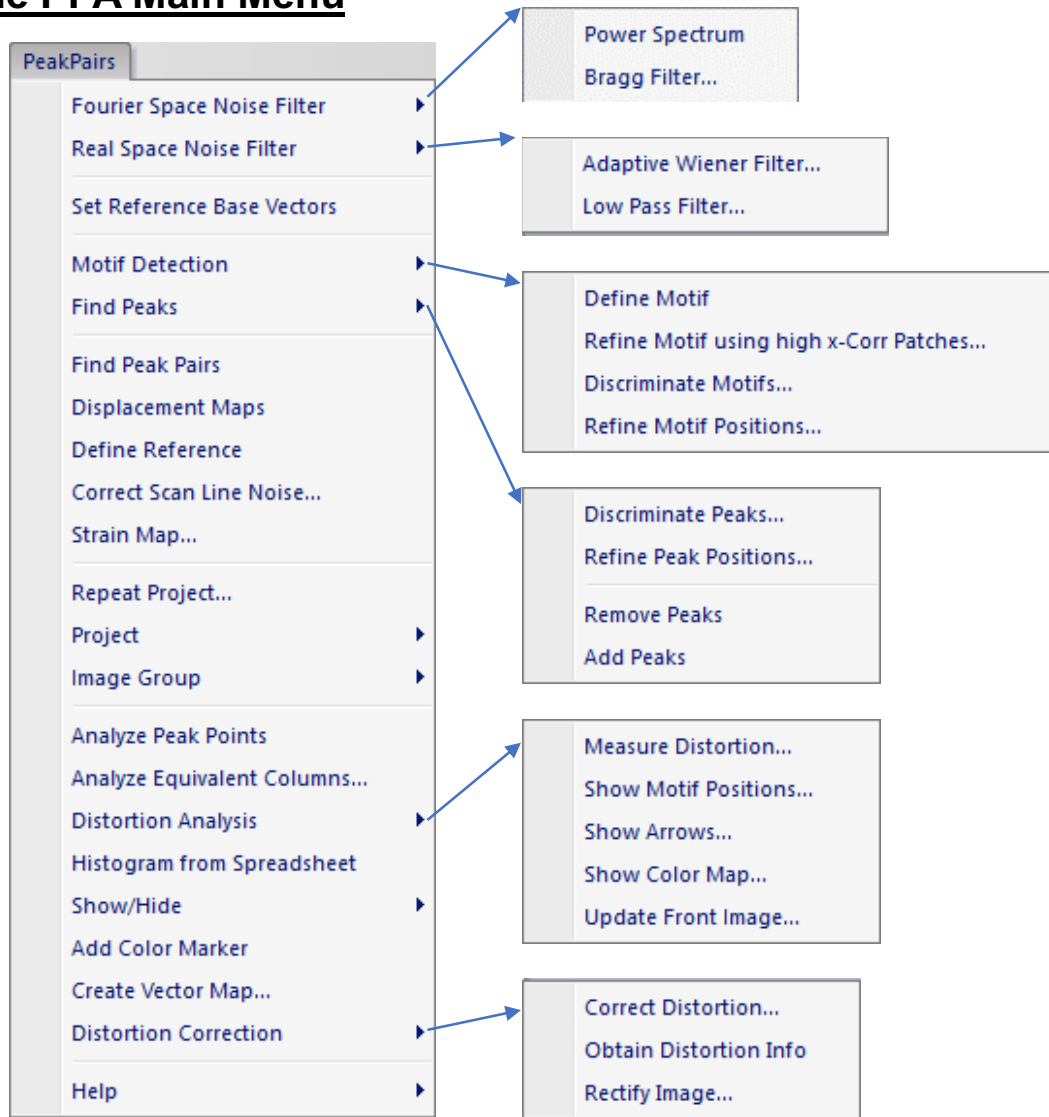 PPA Main Menu
PeakPairs
Fourier Space Noise Filter
Real Space Noise Filter
Set Reference Base Vectors
Motif Detection
Find Peaks
Find Peak Pairs
Displacement Maps
Define Reference
Correct Scan Line Noise...
Strain Map...
Repeat Project...
Project
Image Group
Analyze Peak Points
Analyze Equivalent Columns...
Distortion Analysis
Histogram from Spreadsheet
Show/Hide
Add Color Marker
Create Vector Map...
Distortion Correction
Help
Power Spectrum
Bragg Filter...
Adaptive Wiener Filter...
Low Pass Filter...
Define Motif
Refine Motif using high x-Corr Patches...
Discriminate Motifs...
Refine Motif Positions...
Discriminate Peaks...
Refine Peak Positions...
Remove Peaks
Add Peaks
Measure Distortion...
Show Motif Positions...
Show Arrows...
Show Color Map...
Update Front Image...
Correct Distortion...
Obtain Distortion Info
Rectify Image...